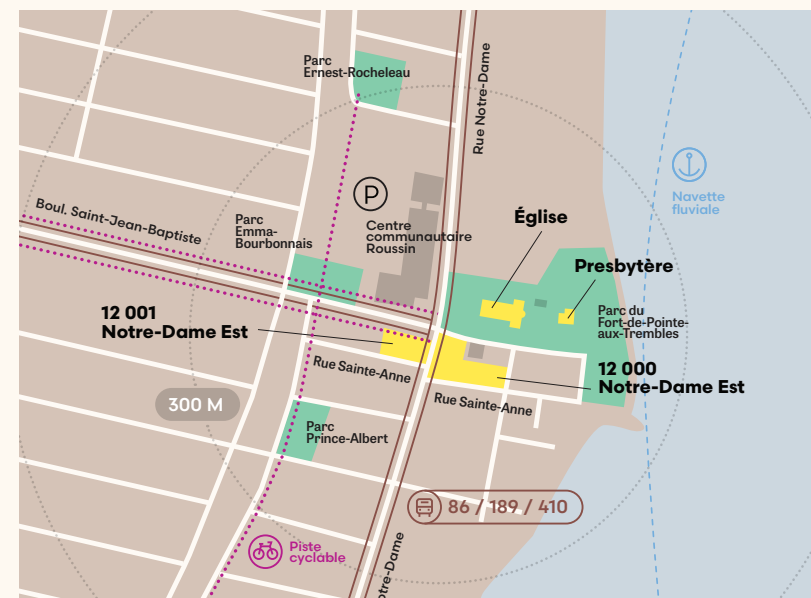 Parc
Ernest-Rocheleau
Rue Notre-Dame
P
Navette
fluviale
Boul. Saint-Jean-Baptiste
Parc
Emma-
Bourbonnais
Centre
communautaire
Roussin
Église
Presbytère
Parc du
Fort-de-Pointe-
aux-Trembles
12 001
Notre-Dame Est
12 000
Notre-Dame Est
Rue Sainte-Anne
Rue Sainte-Anne
300 M
Parc
Prince-Albert
86 / 189 / 410
Piste
cyclable
otre-Dame